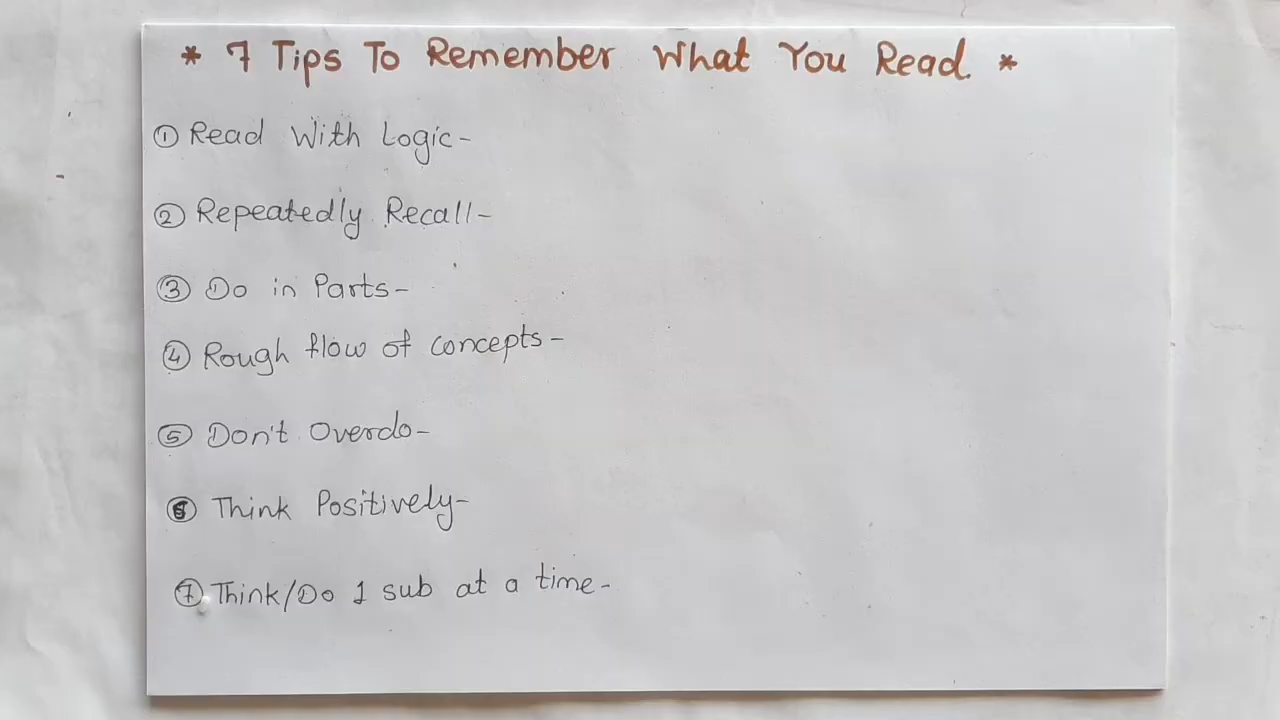 * 7 Tips To Remember What You Read. *
① Read With Logic-
② Repeatedly Recall-
③ Do in Parts-
④ Rough flow of concepts-
⑤ Don't Overdo-
⑥ Think Positively-
⑦ Think/Do 1 sub at a time-